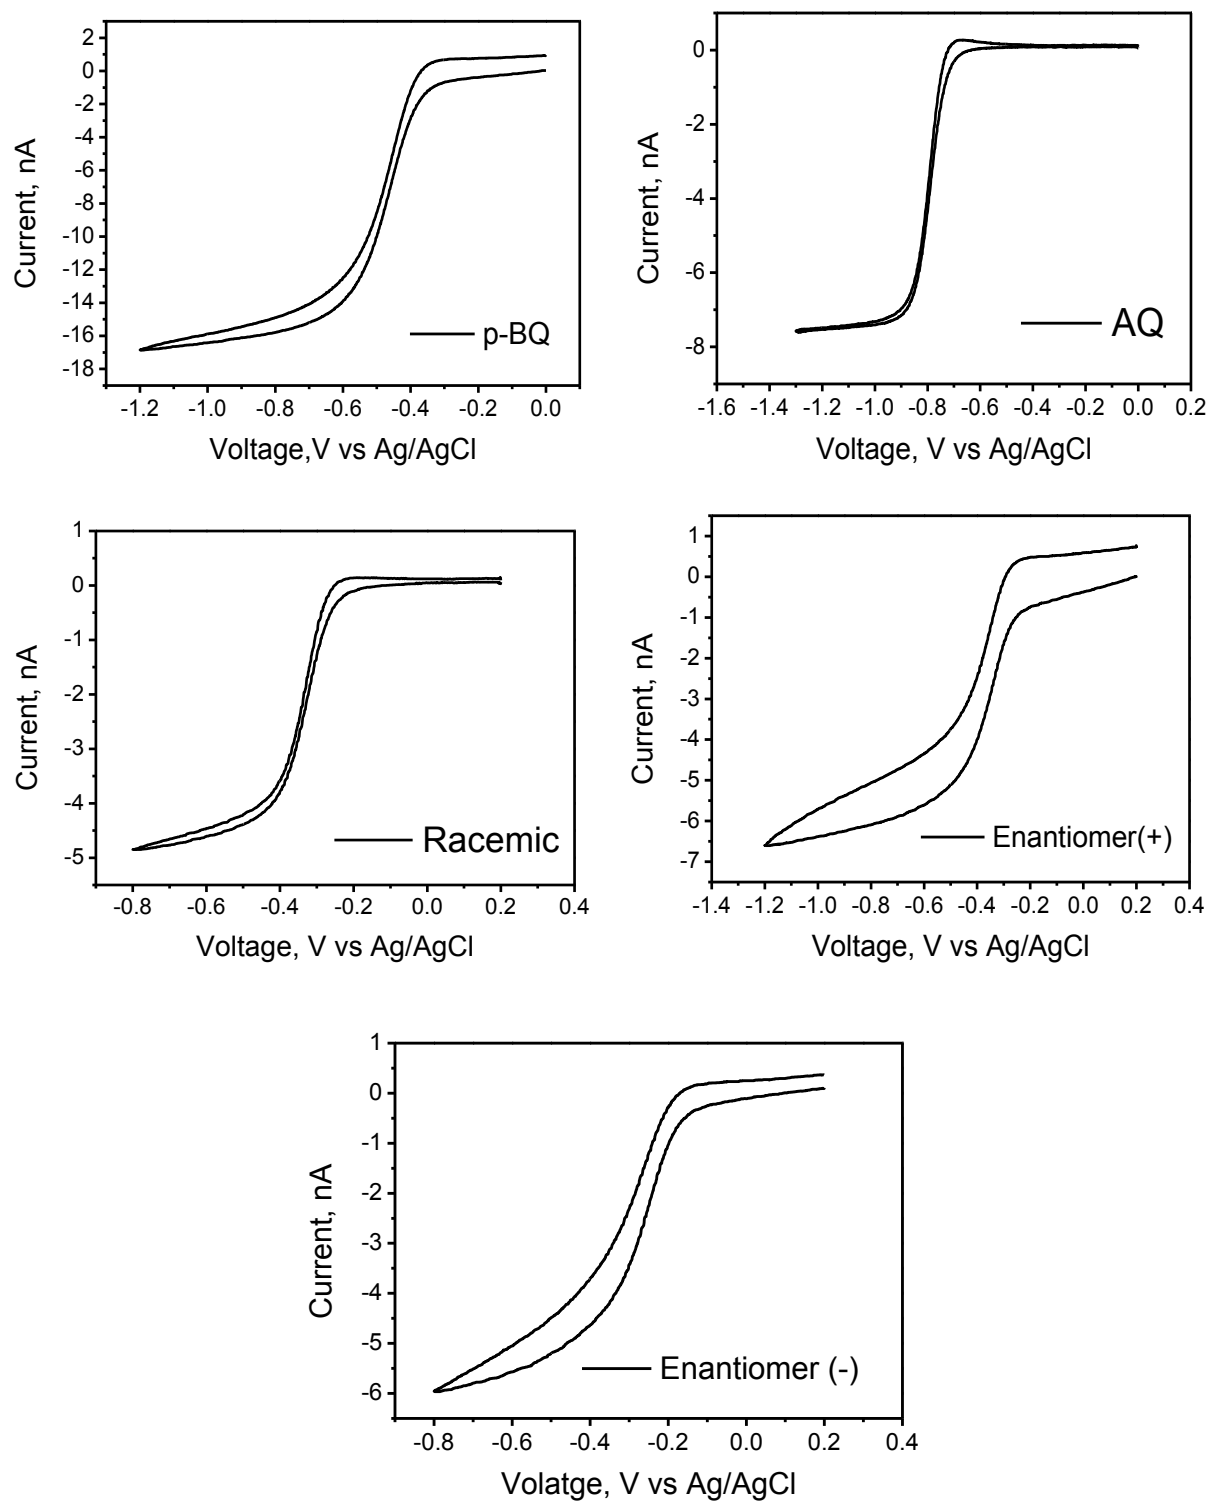 2
0
-2
-4
-6
-8
-10
-12
-14
-16
-18
Current, nA
p-BQ
-1.2 -1.0 -0.8 -0.6 -0.4 -0.2 0.0
Voltage,V vs Ag/AgCl
0
-2
-4
-6
-8
Current, nA
AQ
-1.6 -1.4 -1.2 -1.0 -0.8 -0.6 -0.4 -0.2 0.0 0.2
Voltage, V vs Ag/AgCl
1
0
-1
-2
-3
-4
-5
Current, nA
Racemic
-0.8 -0.6 -0.4 -0.2 0.0 0.2 0.4
Voltage, V vs Ag/AgCl
1
0
-1
-2
-3
-4
-5
-6
-7
Current, nA
Enantiomer(+)
-1.4 -1.2 -1.0 -0.8 -0.6 -0.4 -0.2 0.0 0.2 0.4
Voltage, V vs Ag/AgCl
1
0
-1
-2
-3
-4
-5
-6
Current, nA
Enantiomer (-)
-0.8 -0.6 -0.4 -0.2 0.0 0.2 0.4
Volatge, V vs Ag/AgCl